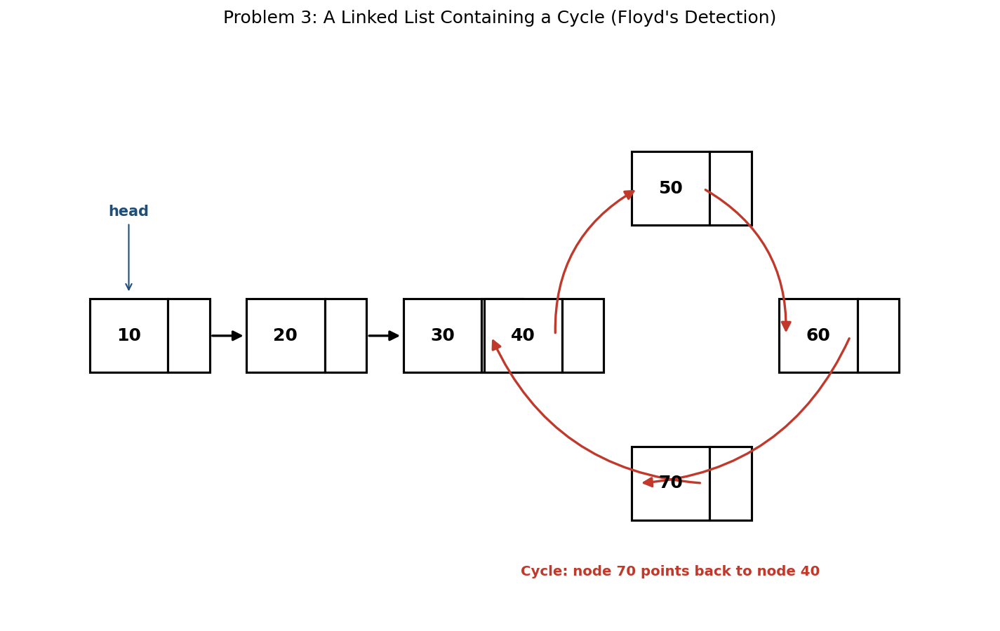 Problem 3: A Linked List Containing a Cycle (Floyd's Detection)
50
head
10 20 30 40 60
70
Cycle: node 70 points back to node 40